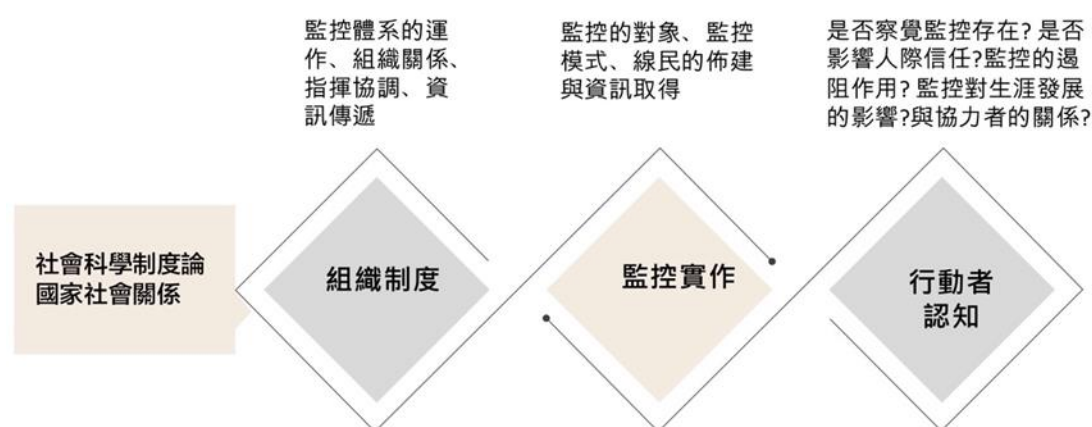 監控體系的運
作、組織關係、
指揮協調、資
訊傳遞
監控的對象、監控
模式、線民的佈建
與資訊取得
是否察覺監控存在? 是否
影響人際信任?監控的遏
阻作用? 監控對生涯發展
的影響?與協力者的關係?
社會科學制度論
國家社會關係
組織制度
監控實作
行動者
認知